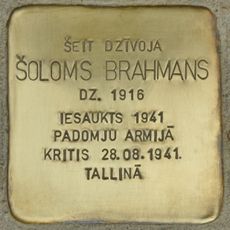 ŠEIT DZĪVOJA
ŠOLOMS BRAHMANS
DZ. 1916
IESAUKTS 1941
PADOMJU ARMIJĀ
KRITIS 28.08.1941.
TALLINĀ